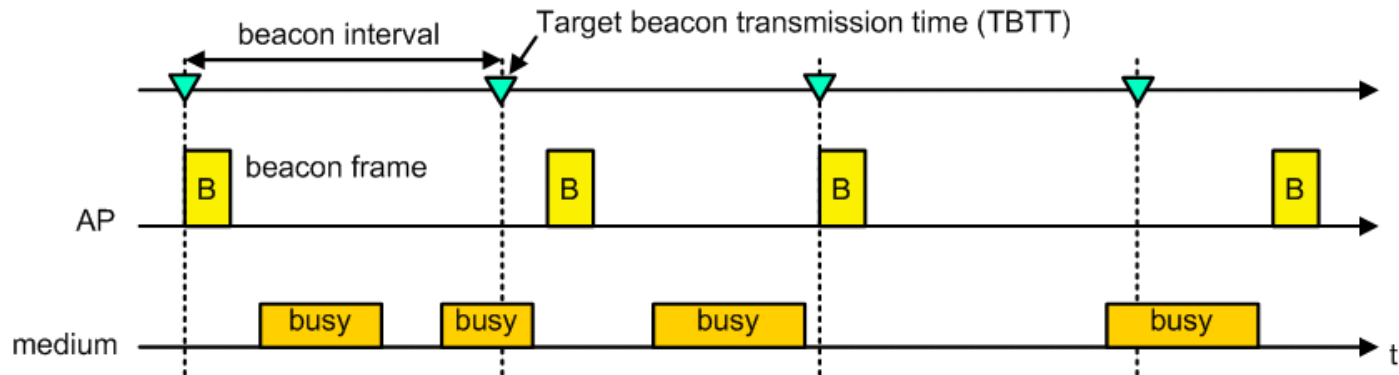 beacon interval
Target beacon transmission time (TBTT)
beacon frame
B
B
B
B
AP
busy
busy
busy
busy
medium
t